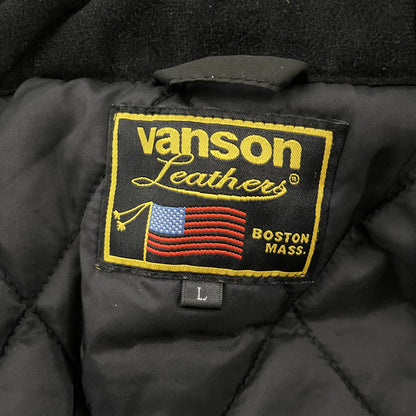 vanson
Leathers®
BOSTON
MASS.
L